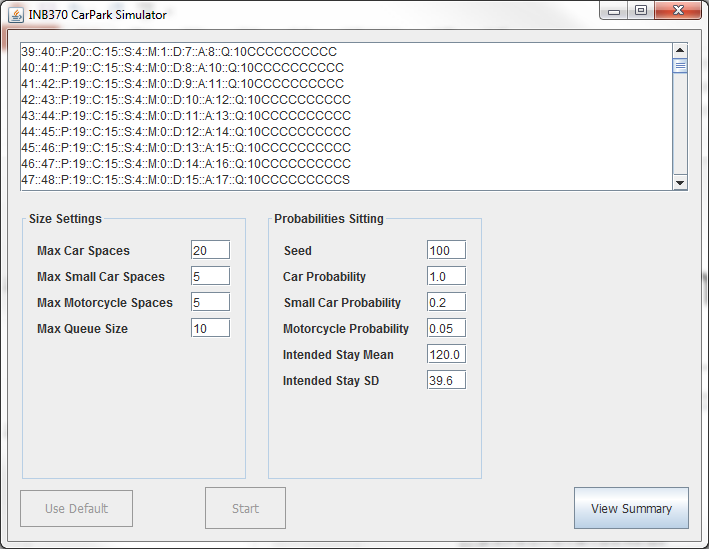 INB370 CarPark Simulator
39::40::P:20::C:15::S:4::M:1::D:7::A:8::Q:10CCCCCCCCCC
40::41::P:19::C:15::S:4::M:0::D:8::A:10::Q:10CCCCCCCCCC
41::42::P:19::C:15::S:4::M:0::D:9::A:11::Q:10CCCCCCCCCC
42::43::P:19::C:15::S:4::M:0::D:10::A:12::Q:10CCCCCCCCCC
43::44::P:19::C:15::S:4::M:0::D:11::A:13::Q:10CCCCCCCCCC
44::45::P:19::C:15::S:4::M:0::D:12::A:14::Q:10CCCCCCCCCC
45::46::P:19::C:15::S:4::M:0::D:13::A:15::Q:10CCCCCCCCCC
46::47::P:19::C:15::S:4::M:0::D:14::A:16::Q:10CCCCCCCCCC
47::48::P:19::C:15::S:4::M:0::D:15::A:17::Q:10CCCCCCCCCS
Size Settings
Max Car Spaces 20
Max Small Car Spaces 5
Max Motorcycle Spaces 5
Max Queue Size 10
Probabilities Sitting
Seed 100
Car Probability 1.0
Small Car Probability 0.2
Motorcycle Probability 0.05
Intended Stay Mean 120.0
Intended Stay SD 39.6
Use Default Start View Summary